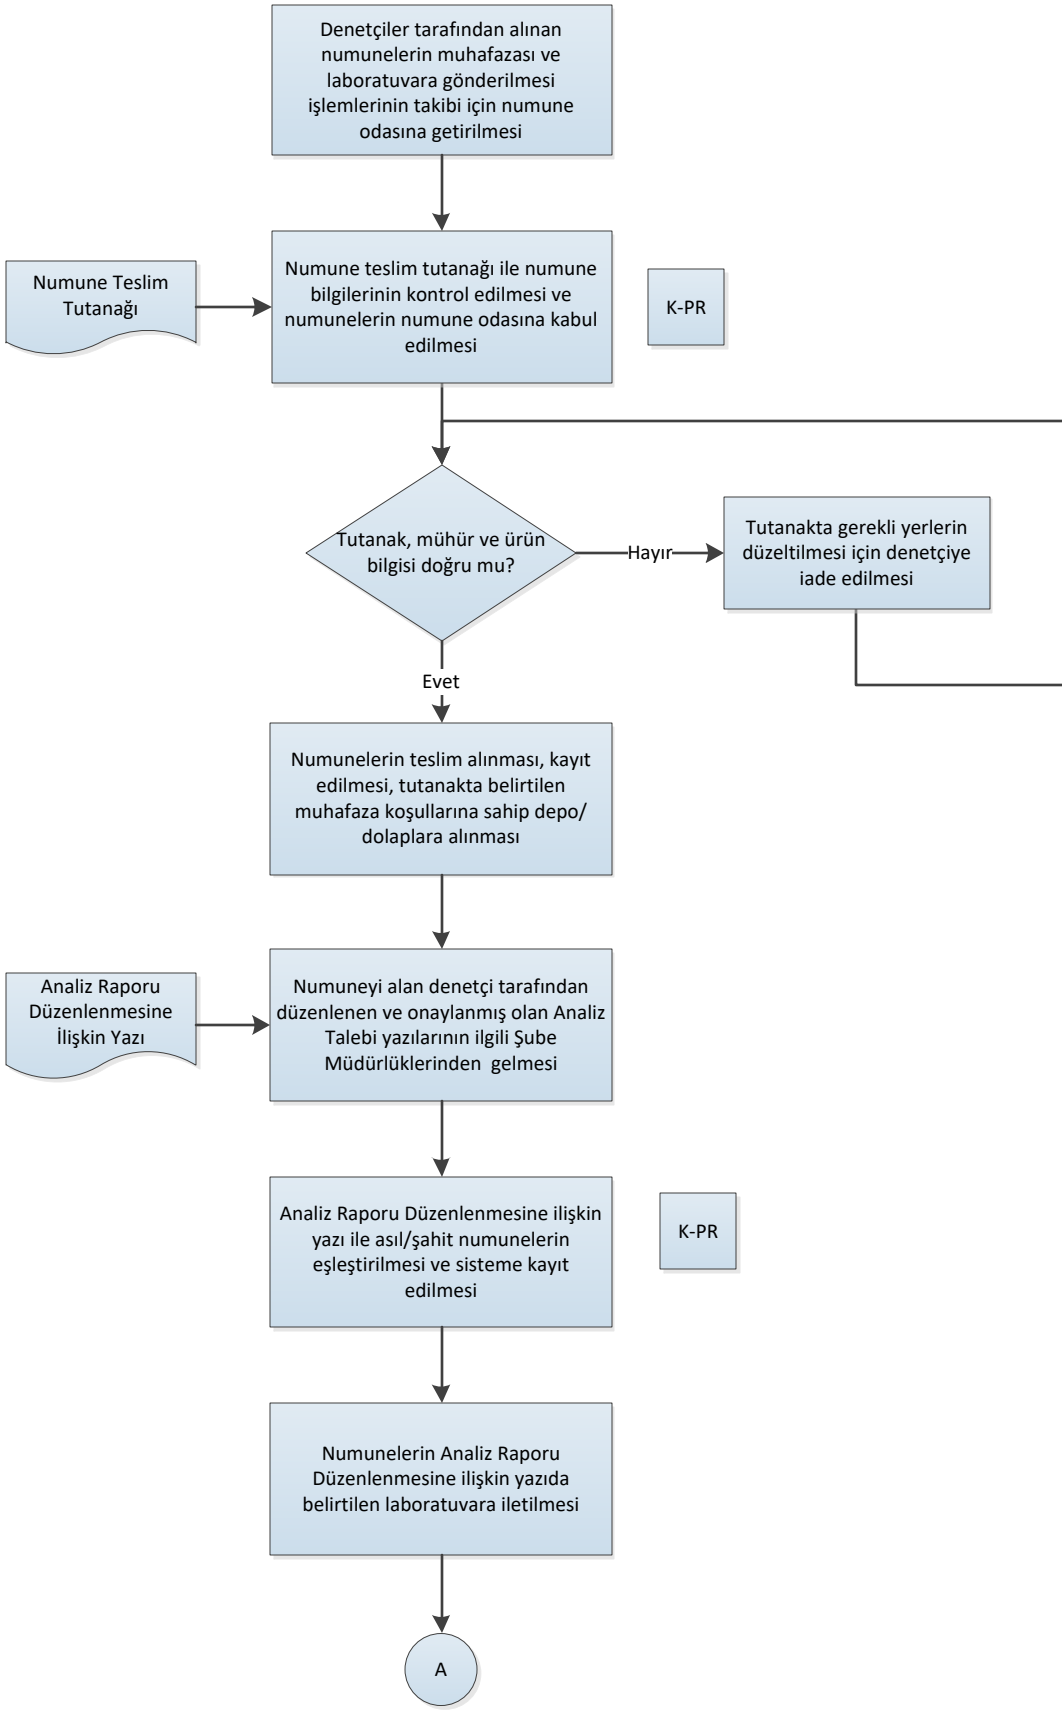 Denetçiler tarafından alınan
numunelerin muhafazası ve
laboratuvara gönderilmesi
işlemlerinin takibi için numune
odasına getirilmesi
Numune Teslim
Tutanağı
Numune teslim tutanağı ile numune
bilgilerinin kontrol edilmesi ve
numunelerin numune odasına kabul
edilmesi
K-PR
Tutanak, mühür ve ürün
bilgisi doğru mu?
Hayır
Tutanakta gerekli yerlerin
düzeltilmesi için denetçiye
iade edilmesi
Evet
Numunelerin teslim alınması, kayıt
edilmesi, tutanakta belirtilen
muhafaza koşullarına sahip depo/
dolaplara alınması
Analiz Raporu
Düzenlenmesine
İlişkin Yazı
Numuneyi alan denetçi tarafından
düzenlenen ve onaylanmış olan Analiz
Talebi yazılarının ilgili Şube
Müdürlüklerinden  gelmesi
Analiz Raporu Düzenlenmesine ilişkin
yazı ile asıl/şahit numunelerin
eşleştirilmesi ve sisteme kayıt
edilmesi
K-PR
Numunelerin Analiz Raporu
Düzenlenmesine ilişkin yazıda
belirtilen laboratuvara iletilmesi
A